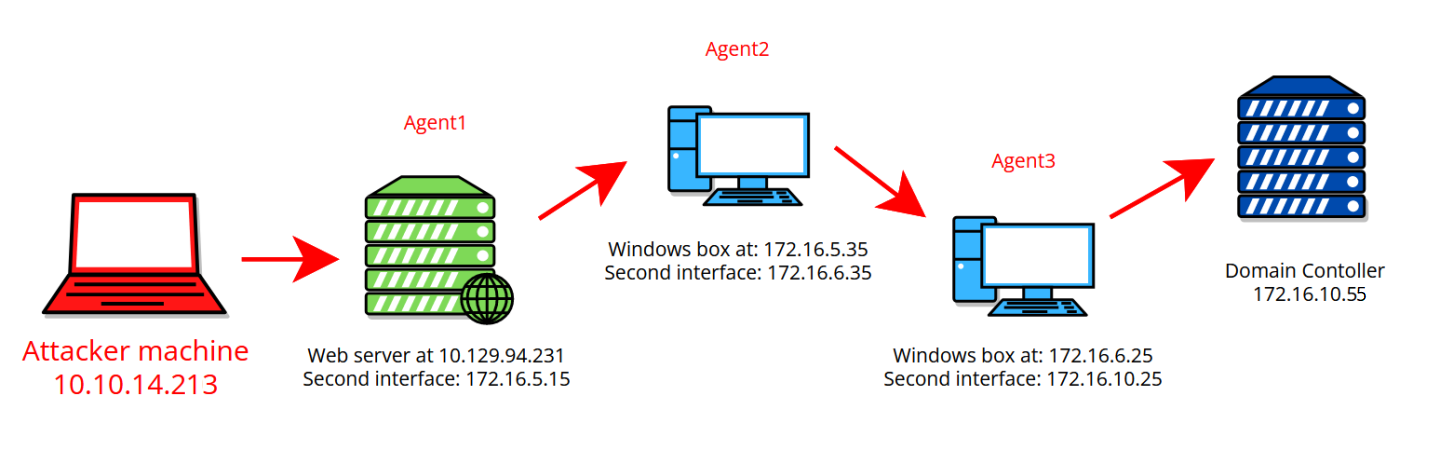 Agent2
Agent1
Agent3
Windows box at: 172.16.5.35
Second interface: 172.16.6.35
Domain Contoller
172.16.10.55
Attacker machine
10.10.14.213
Web server at 10.129.94.231
Second interface: 172.16.5.15
Windows box at: 172.16.6.25
Second interface: 172.16.10.25